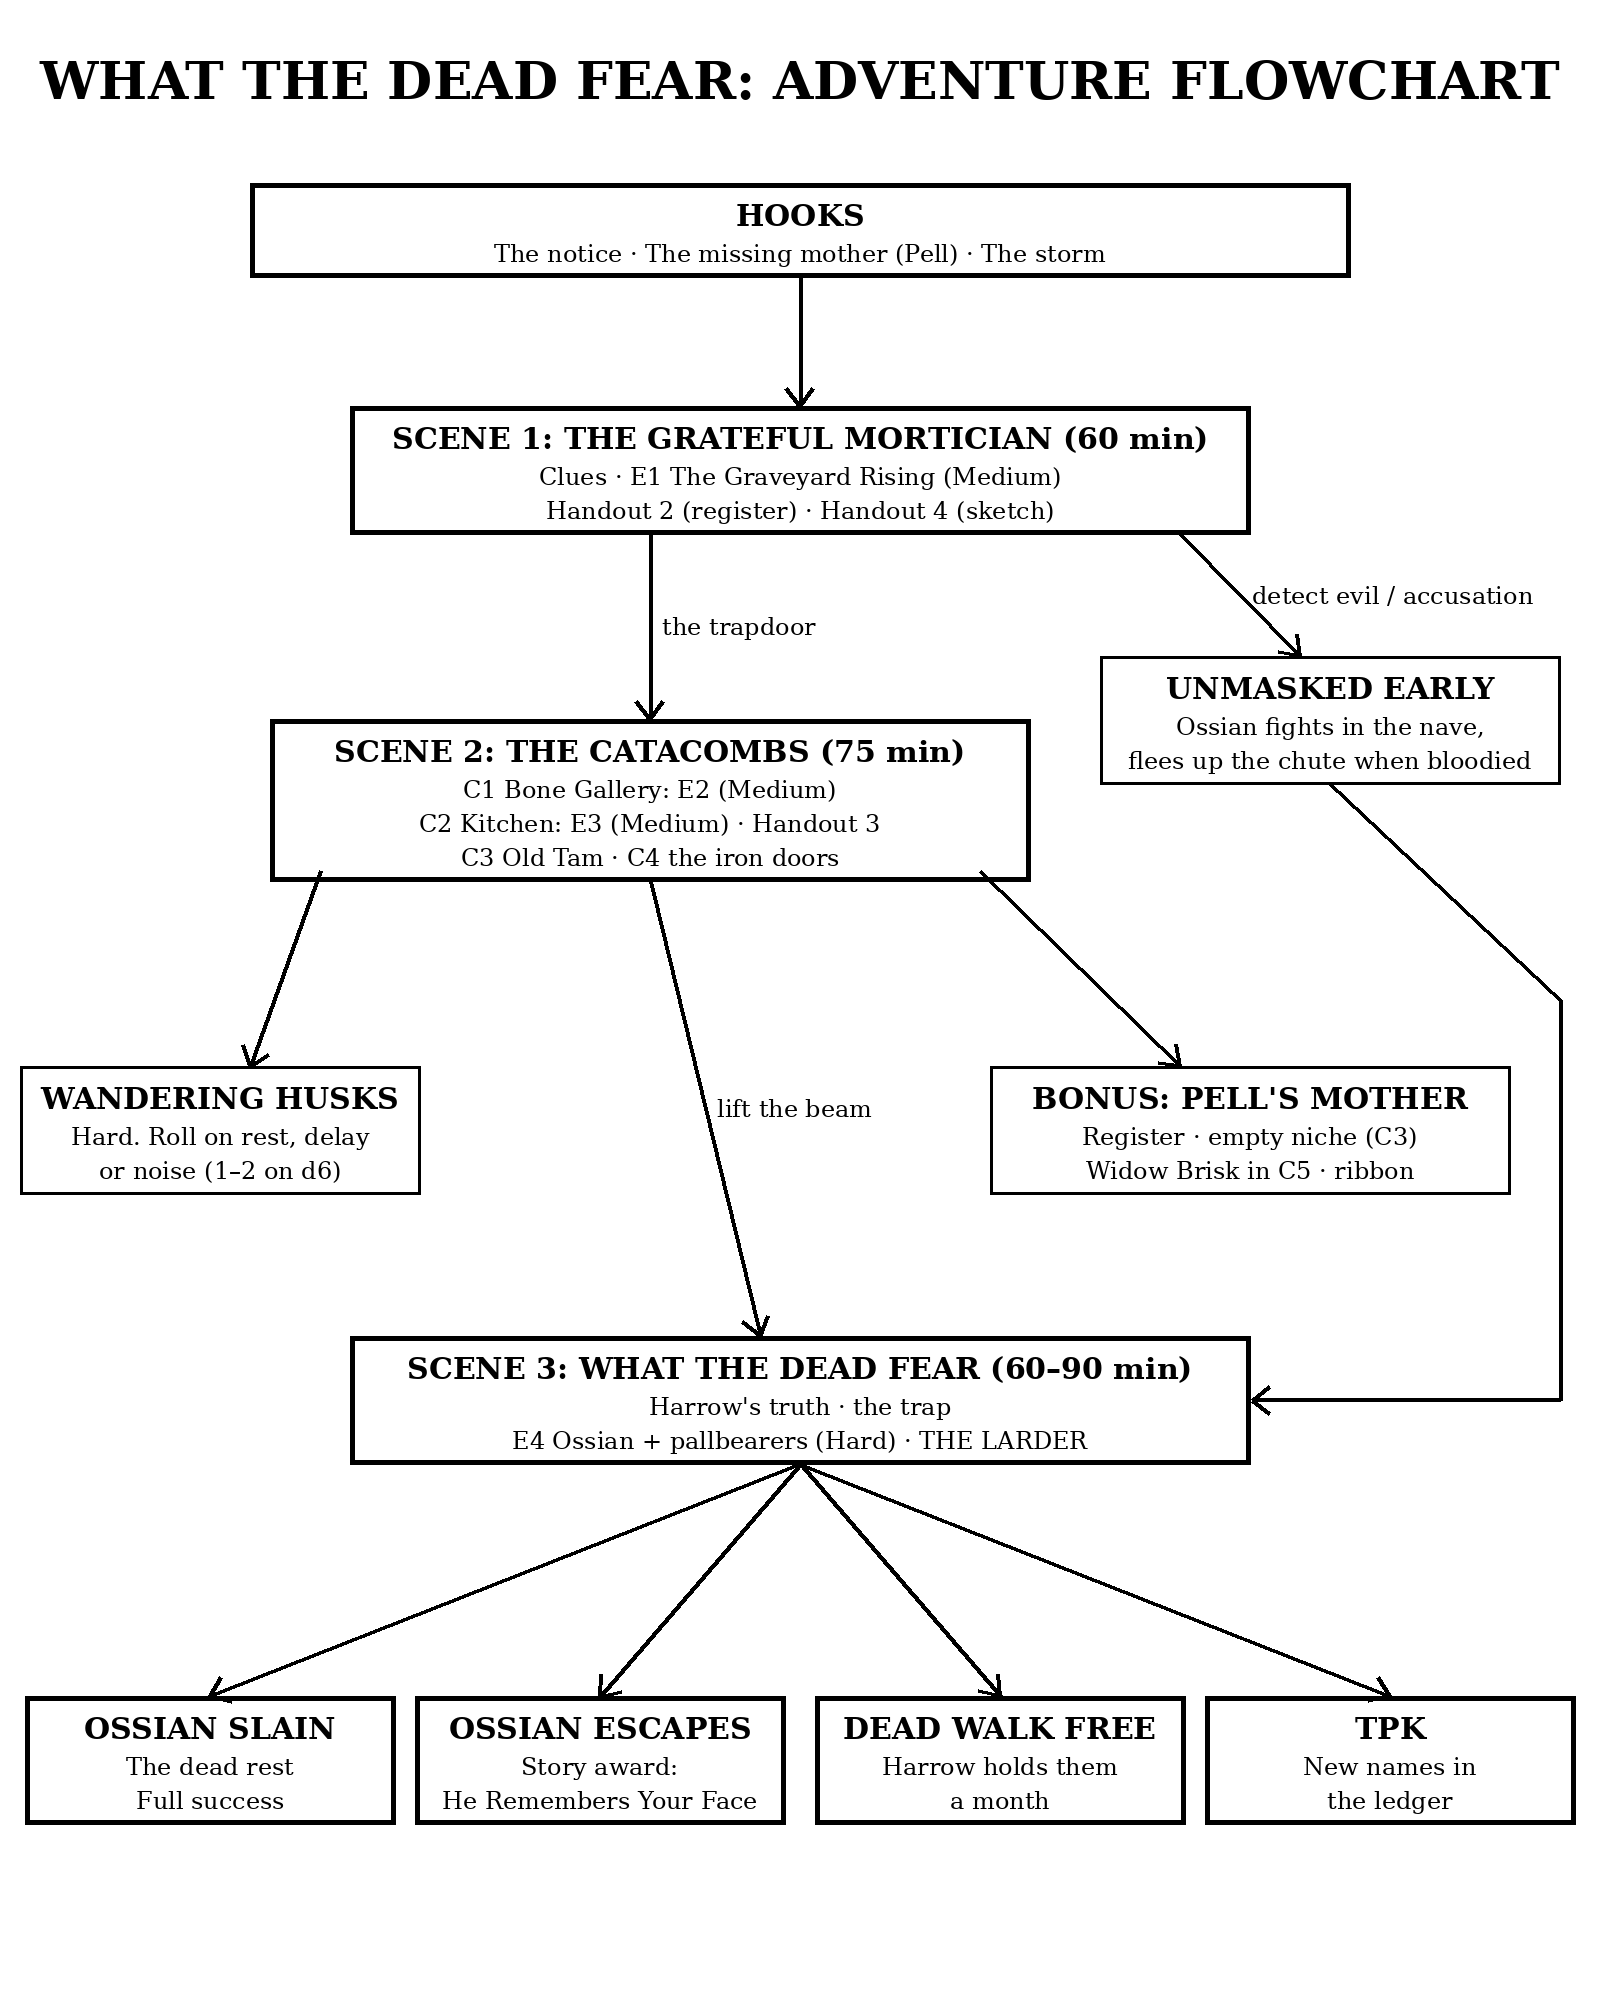 WHAT THE DEAD FEAR: ADVENTURE FLOWCHART
HOOKS
The notice · The missing mother (Pell) · The storm
SCENE 1: THE GRATEFUL MORTICIAN (60 min)
Clues · E1 The Graveyard Rising (Medium)
Handout 2 (register) · Handout 4 (sketch)
detect evil / accusation
the trapdoor
UNMASKED EARLY
Ossian fights in the nave,
flees up the chute when bloodied
SCENE 2: THE CATACOMBS (75 min)
C1 Bone Gallery: E2 (Medium)
C2 Kitchen: E3 (Medium) · Handout 3
C3 Old Tam · C4 the iron doors
WANDERING HUSKS
Hard. Roll on rest, delay
or noise (1–2 on d6)
lift the beam
BONUS: PELL'S MOTHER
Register · empty niche (C3)
Widow Brisk in C5 · ribbon
SCENE 3: WHAT THE DEAD FEAR (60–90 min)
Harrow's truth · the trap
E4 Ossian + pallbearers (Hard) · THE LARDER
OSSIAN SLAIN
The dead rest
Full success
OSSIAN ESCAPES
Story award:
He Remembers Your Face
DEAD WALK FREE
Harrow holds them
a month
TPK
New names in
the ledger